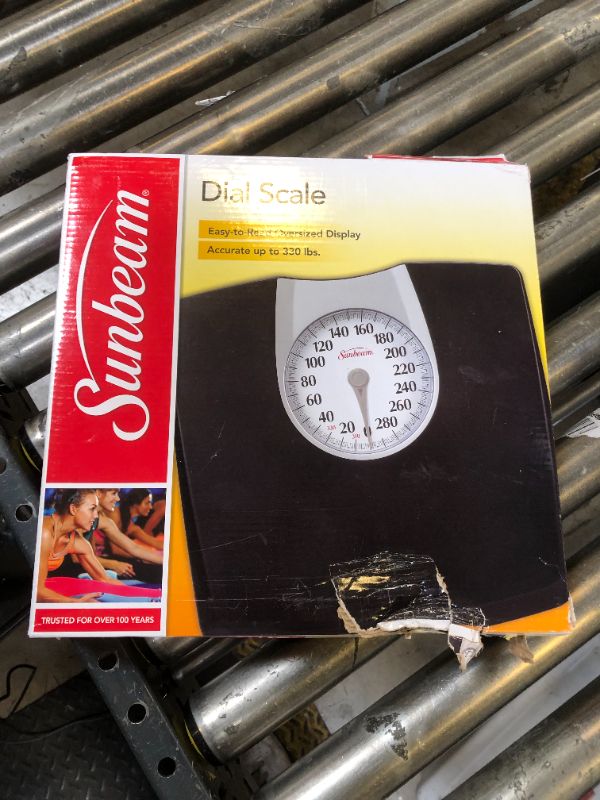 Sunbeam®
Dial Scale
Easy-to-Read Oversized Display
Accurate up to 330 lbs.
140 160
120 180
100 200
Sunbeam
80 220
60 240
40 260
20 0 280
TRUSTED FOR OVER 100 YEARS